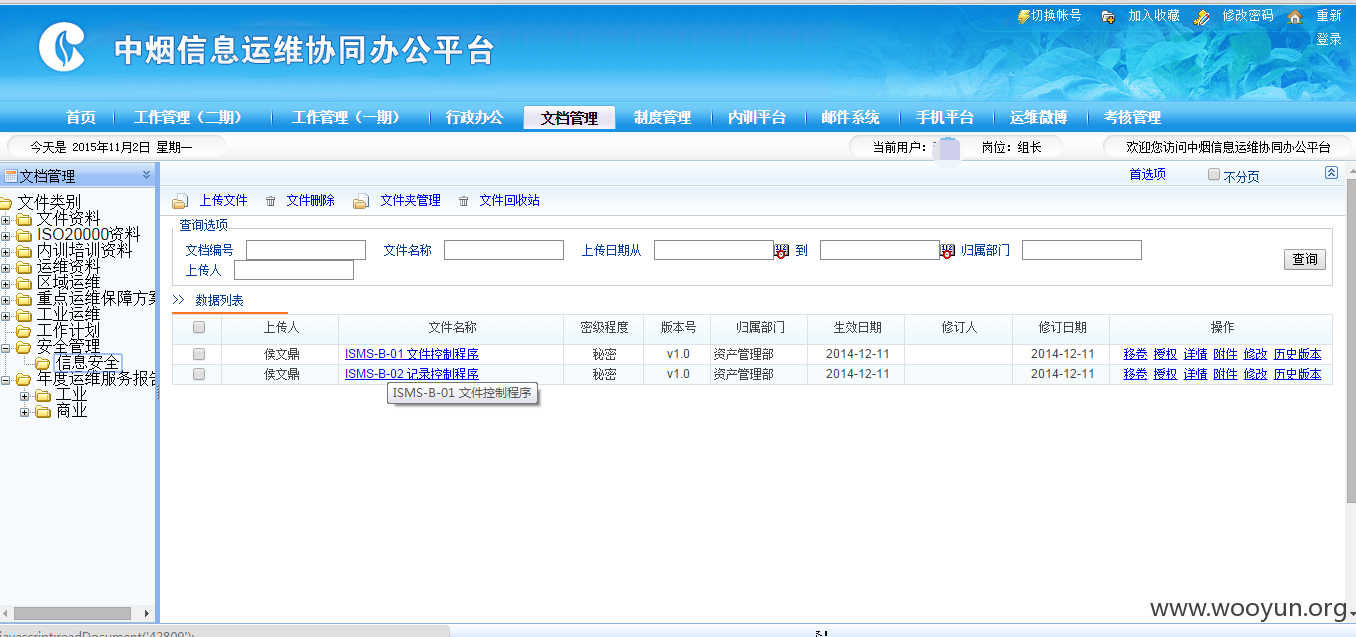 切换帐号 加入收藏 修改密码 重新登录
中烟信息运维协同办公平台
首页 工作管理（二期） 工作管理（一期） 行政办公 文档管理 制度管理 内训平台 邮件系统 手机平台 运维微博 考核管理
今天是 2015年11月2日 星期一 当前用户： 岗位：组长 欢迎您访问中烟信息运维协同办公平台
文档管理
首选项 不分页
文件类别
文件资料
ISO20000资料
内训培训资料
运维资料
区域运维
重点运维保障方案
工业运维
工作计划
安全管理
信息安全
年度运维服务报告
工业
商业
上传文件 文件删除 文件夹管理 文件回收站
查询选项
文档编号 文件名称 上传日期从 到 归属部门
上传人 查询
>> 数据列表
上传人 文件名称 密级程度 版本号 归属部门 生效日期 修订人 修订日期 操作
侯文鼎 ISMS-B-01 文件控制程序 秘密 v1.0 资产管理部 2014-12-11 2014-12-11 移卷 授权 详情 附件 修改 历史版本
侯文鼎 ISMS-B-02 记录控制程序 秘密 v1.0 资产管理部 2014-12-11 2014-12-11 移卷 授权 详情 附件 修改 历史版本
ISMS-B-01 文件控制程序
www.wooyun.org
javascript:readDocument('42809');